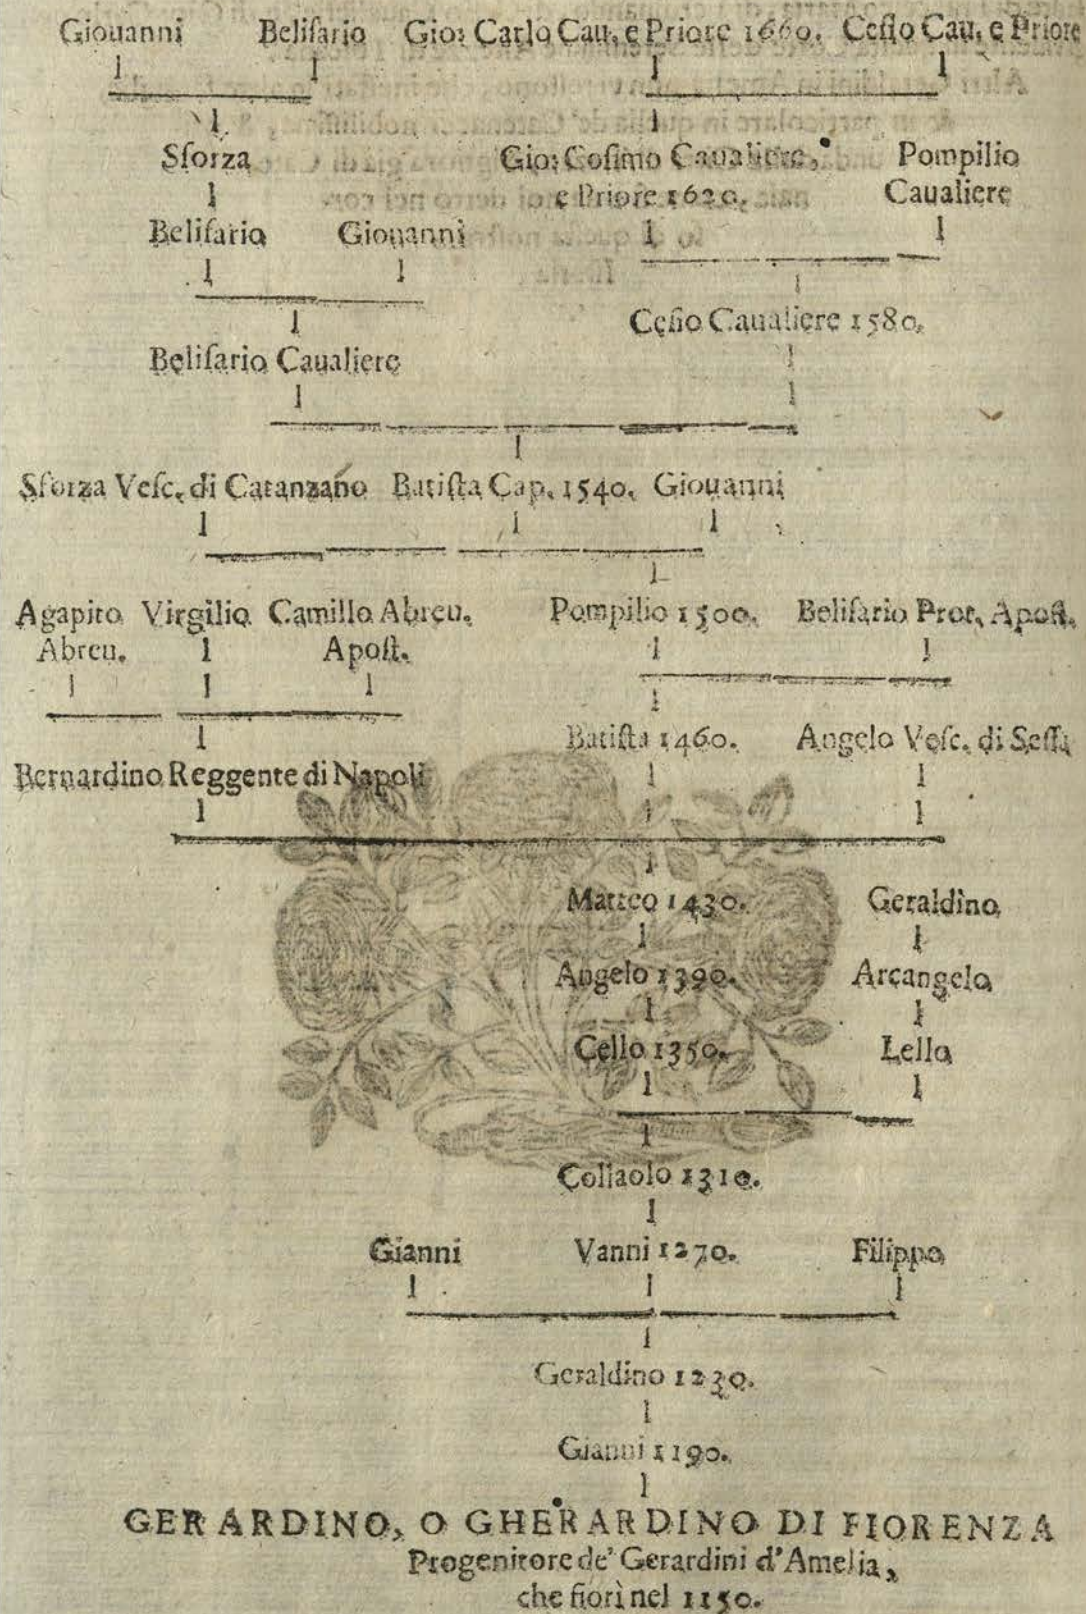 Giouanni Beliſario Gio: Carlo Cau. e Priore 1660. Ceſio Cau. e Priore
Sforza Gio: Coſimo Caualiere, Pompilio
e Priore 1620. Caualiere
Beliſario Giouanni
Ceſio Caualiere 1580.
Beliſario Caualiere
Sforza Veſc. di Catanzano Batiſta Cap. 1540. Giouanni
Agapito Virgilio Camillo Abreu. Pompilio 1500. Beliſario Prot. Apoſt.
Abreu. Apoſt.
Batiſta 1460. Angelo Veſc. di Seſſa
Bernardino Reggente di Napoli
Matteo 1430. Geraldino
Angelo 1390. Arcangelo
Cello 1350. Lello
Collaolo 1310.
Gianni Vanni 1270. Filippo
Geraldino 1230.
Gianni 1190.
GERARDINO, O GHERARDINO DI FIORENZA
Progenitore de' Gerardini d'Amelia,
che fiorì nel 1150.